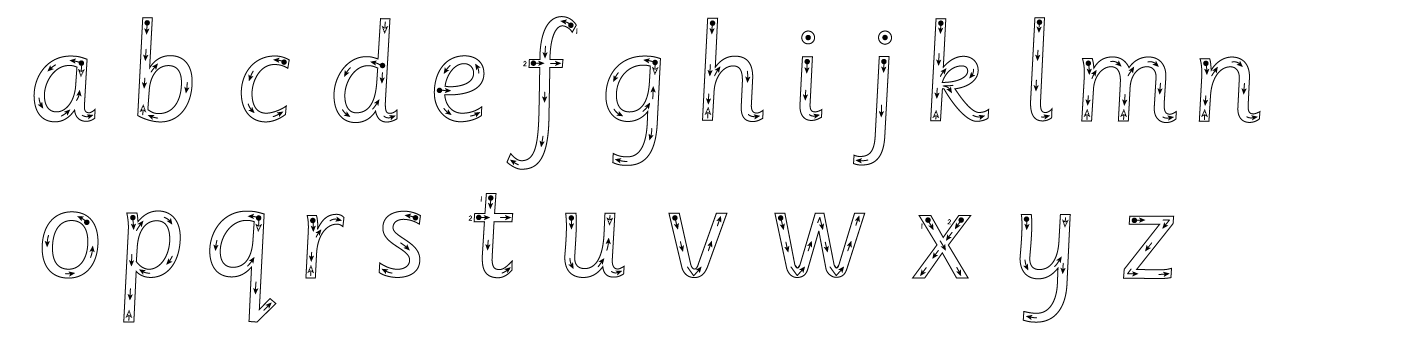 a b c d e f g h i j k l m n
o p q r s t u v w x y z